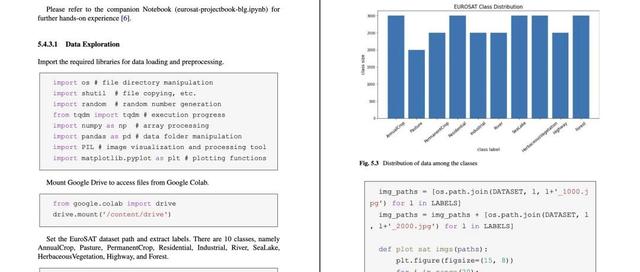 Please refer to the companion Notebook (eurosat-projectbook-blg.ipynb) for
further hands-on experience [6].
5.4.3.1 Data Exploration
Import the required libraries for data loading and preprocessing.
import os # file directory manipulation
import shutil # file copying, etc.
import random # random number generation
from tqdm import tqdm # execution progress
import numpy as np # array processing
import pandas as pd # data folder manipulation
import PIL # image visualization and processing tool
import matplotlib.pyplot as plt # plotting functions
Mount Google Drive to access files from Google Colab.
from google.colab import drive
drive.mount('/content/drive')
Set the EuroSAT dataset path and extract labels. There are 10 classes, namely
AnnualCrop, Pasture, PermanentCrop, Residential, Industrial, River, SeaLake,
HerbaceousVegetation, Highway, and Forest.
EUROSAT Class Distribution
3000
2500
2000
1500
1000
500
0
class size
AnnualCrop
Pasture
PermanentCrop
Residential
Industrial
River
SeaLake
HerbaceousVegetation
Highway
Forest
class label
Fig. 5.3 Distribution of data among the classes
img_paths = [os.path.join(DATASET, l, l+'_1000.j
pg') for l in LABELS]
img_paths = img_paths + [os.path.join(DATASET, l
, l+'_2000.jpg') for l in LABELS]
def plot_sat_imgs(paths):
plt.figure(figsize=(15, 8))
for i in range(20):